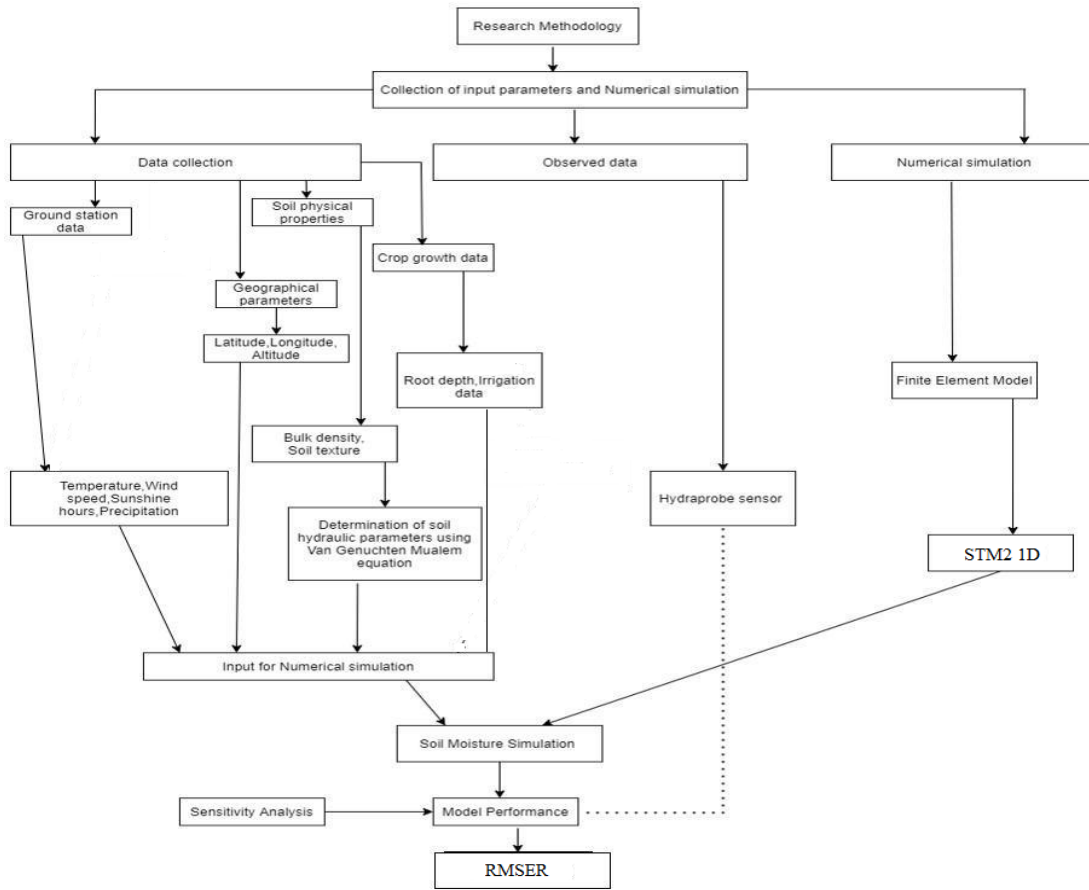 Research Methodology
Collection of input parameters and Numerical simulation
Data collection
Observed data
Numerical simulation
Ground station
data
Soil physical
properties
Crop growth data
Geographical
parameters
Latitude,Longitude,
Altitude
Root depth,Irrigation
data
Finite Element Model
Bulk density,
Soil texture
Temperature,Wind
speed,Sunshine
hours,Precipitation
Hydraprobe sensor
Determination of soil
hydraulic parameters using
Van Genuchten Mualem
equation
STM2 1D
Input for Numerical simulation
Soil Moisture Simulation
Sensitivity Analysis
Model Performance
RMSER